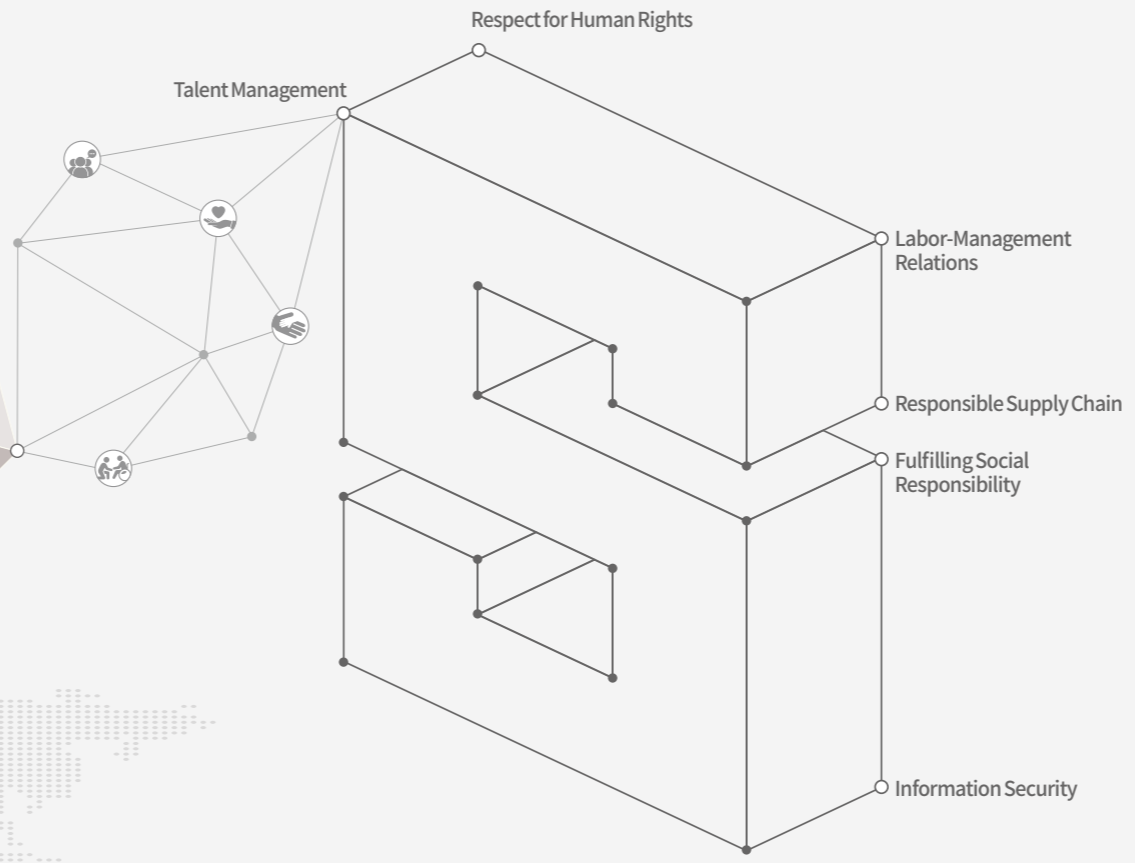 Respect for Human Rights
Talent Management
Labor-Management
Relations
Responsible Supply Chain
Fulfilling Social
Responsibility
Information Security